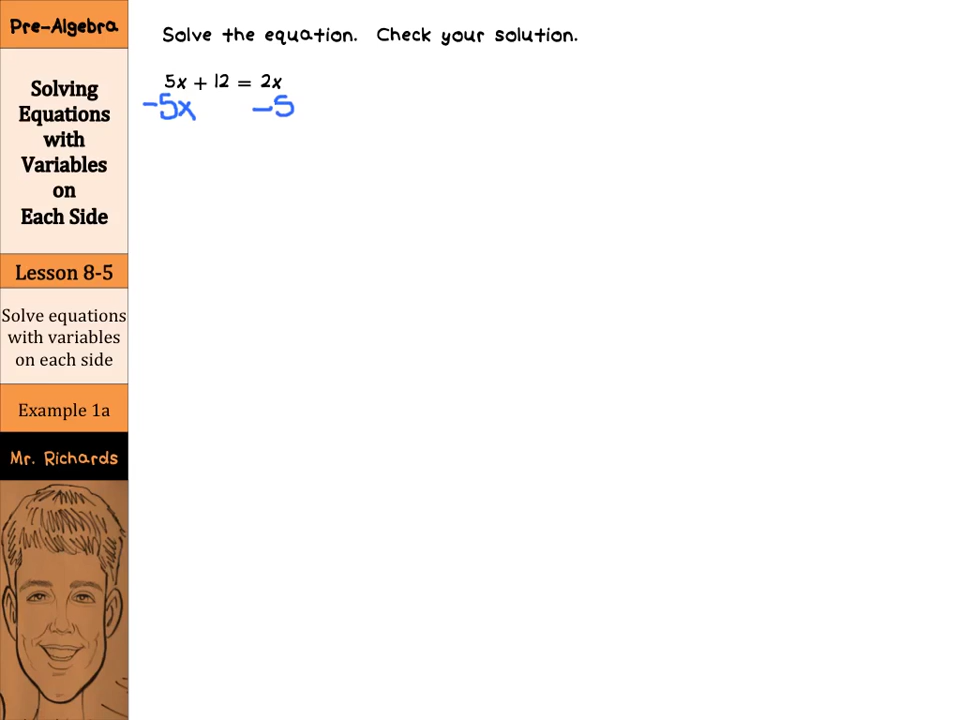 Pre-Algebra
Solving
Equations
with
Variables
on
Each Side
Lesson 8-5
Solve equations
with variables
on each side
Example 1a
Mr. Richards
Solve the equation. Check your solution.
5x + 12 = 2x
-5x -5